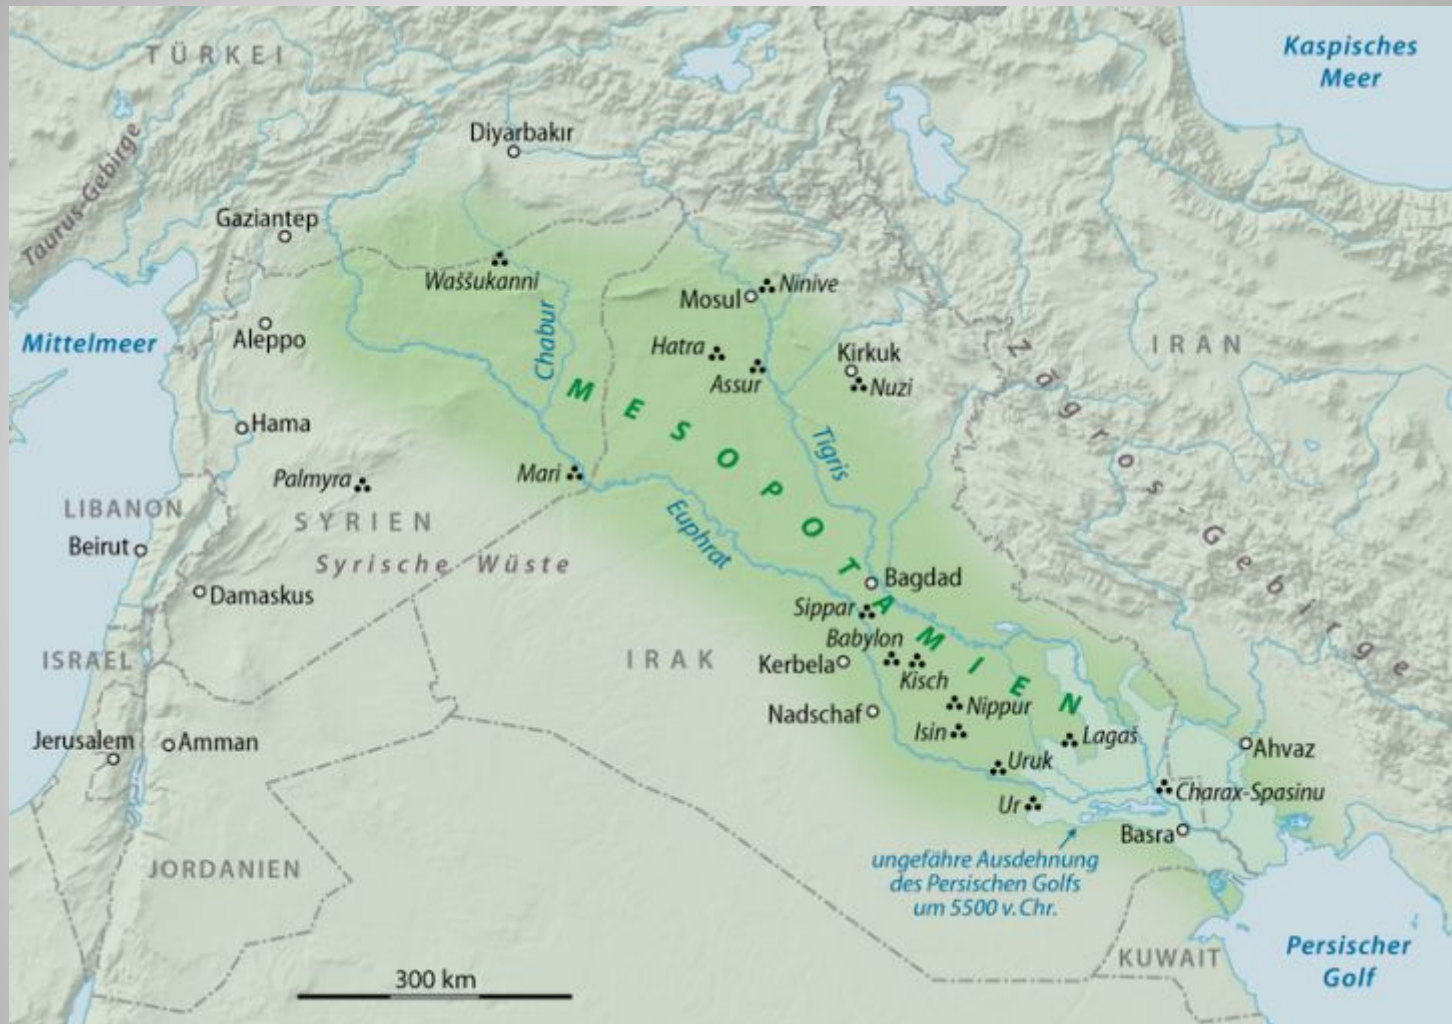 TÜRKEI
Kaspisches
Meer
Diyarbakır
Taurus-Gebirge
Gaziantep
Waššukanni
Mosul
Ninive
Chabur
Mittelmeer
Aleppo
Hatra
Assur
Kirkuk
Nuzi
IRAN
Zagros-Gebirge
MESOPOTAMIEN
Hama
Tigris
Palmyra
Mari
LIBANON
SYRIEN
Euphrat
Beirut
Syrische Wüste
Damaskus
Bagdad
Sippar
Babylon
ISRAEL
IRAK
Kerbela
Kisch
Nippur
Nadschaf
Isin
Lagaš
Jerusalem
Amman
Ahvaz
Uruk
Ur
Charax-Spasinu
Basra
ungefähre Ausdehnung
des Persischen Golfs
um 5500 v. Chr.
JORDANIEN
KUWAIT
Persischer
Golf
300 km